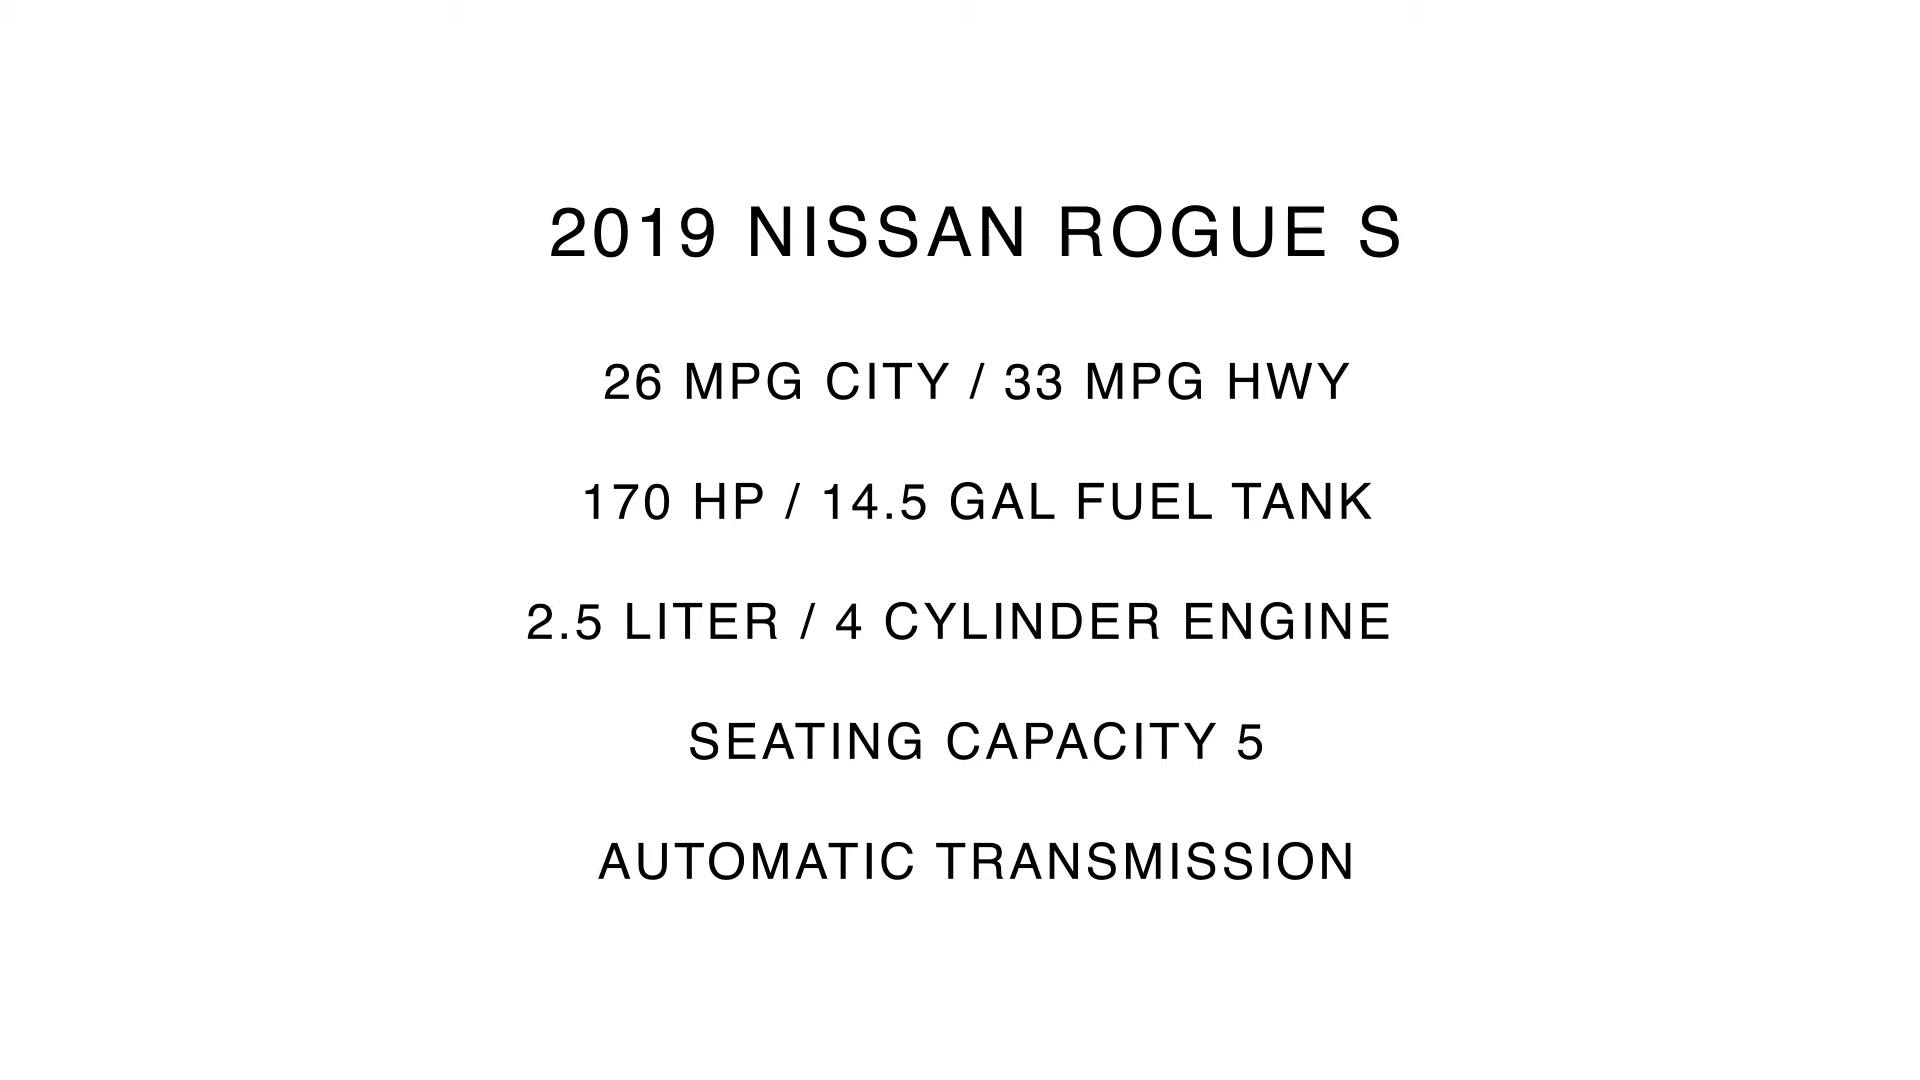 2019 NISSAN ROGUE S
26 MPG CITY / 33 MPG HWY
170 HP / 14.5 GAL FUEL TANK
2.5 LITER / 4 CYLINDER ENGINE
SEATING CAPACITY 5
AUTOMATIC TRANSMISSION